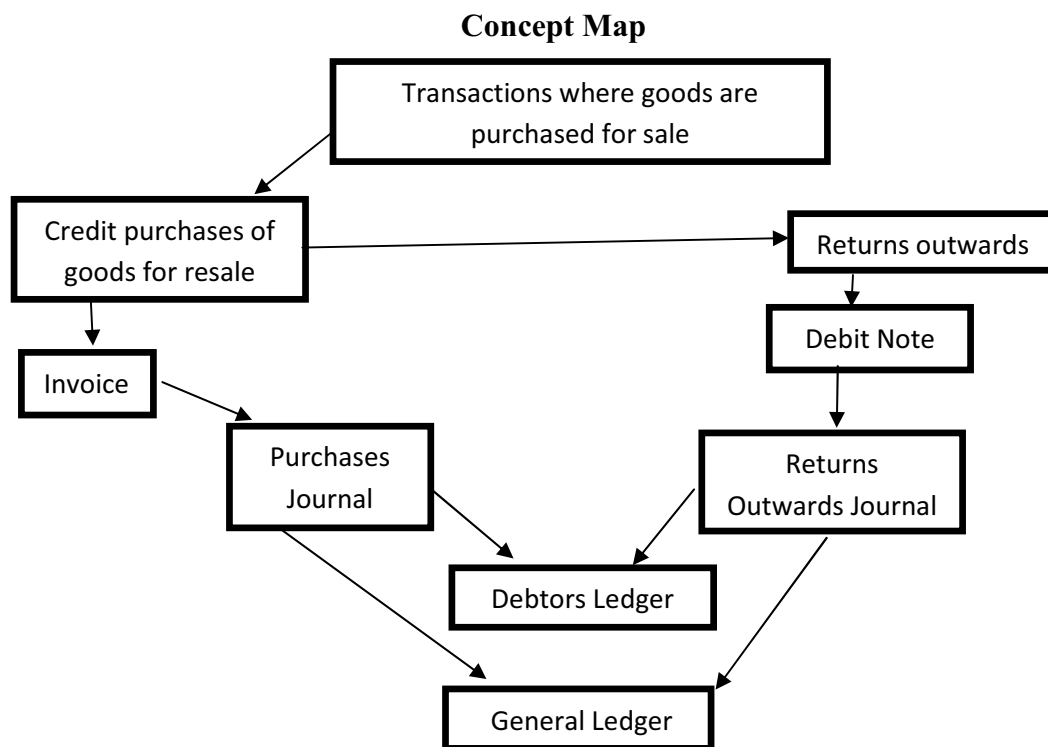 Concept Map
Transactions where goods are
purchased for sale
Credit purchases of
goods for resale
Returns outwards
Debit Note
Invoice
Purchases
Journal
Returns
Outwards Journal
Debtors Ledger
General Ledger